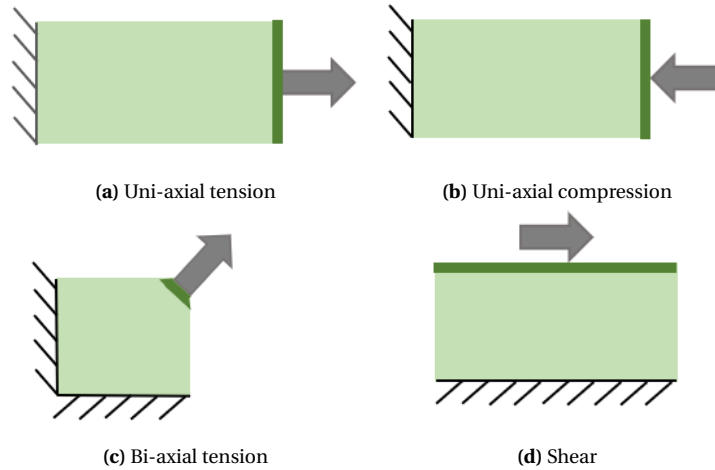 (a) Uni-axial tension
(b) Uni-axial compression
(c) Bi-axial tension
(d) Shear